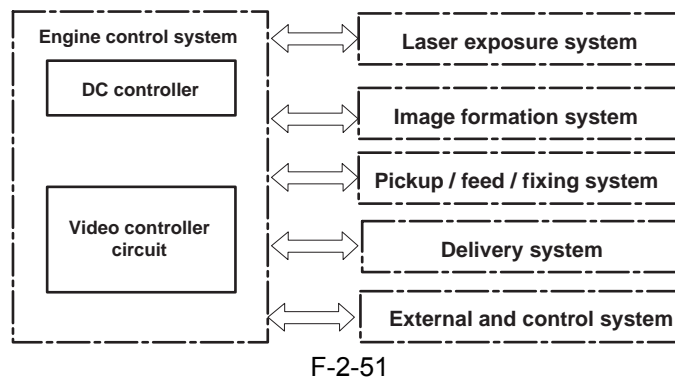 Engine control system
DC controller
Video controller
circuit
Laser exposure system
Image formation system
Pickup / feed / fixing system
Delivery system
External and control system
F-2-51